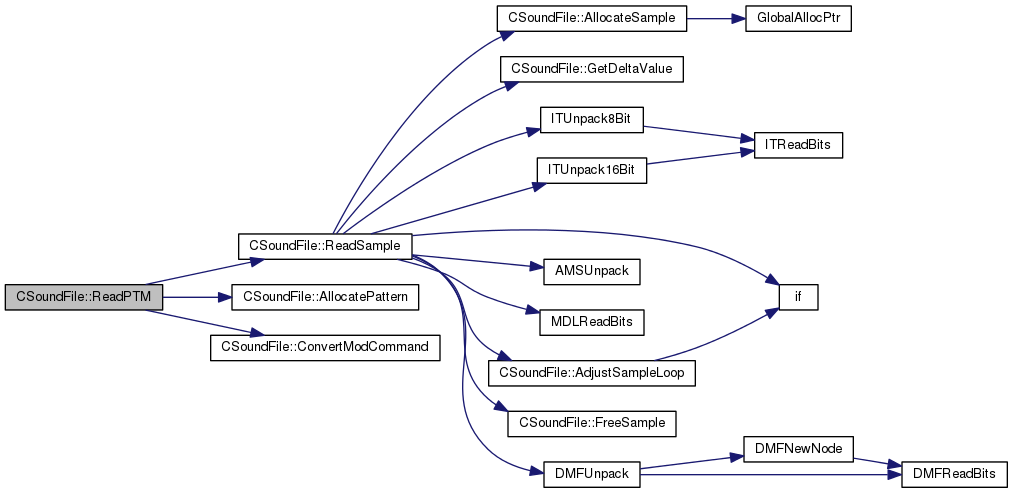 CSoundFile::AllocateSample
GlobalAllocPtr
CSoundFile::GetDeltaValue
ITUnpack8Bit
ITReadBits
ITUnpack16Bit
CSoundFile::ReadSample
AMSUnpack
CSoundFile::ReadPTM
CSoundFile::AllocatePattern
if
MDLReadBits
CSoundFile::ConvertModCommand
CSoundFile::AdjustSampleLoop
CSoundFile::FreeSample
DMFNewNode
DMFUnpack
DMFReadBits